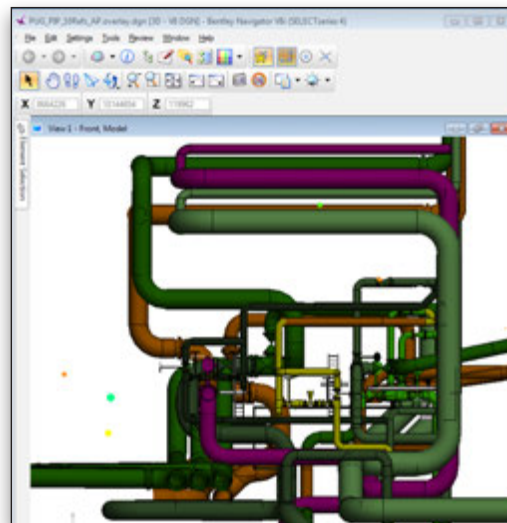 PUG_PIP_30Refs_AP.overlay.dgn [3D - V8 DGN] - Bentley Navigator V8i (SELECTseries 4)
File Edit Settings Tools Review Window Help
X Y Z
View 1 - Front, Model
Element Selection